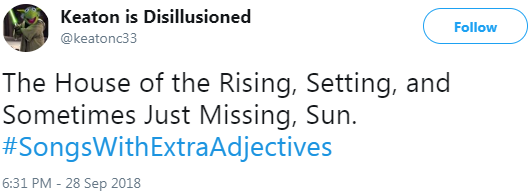 Keaton is Disillusioned
@keatonc33
Follow
The House of the Rising, Setting, and
Sometimes Just Missing, Sun.
#SongsWithExtraAdjectives
6:31 PM - 28 Sep 2018